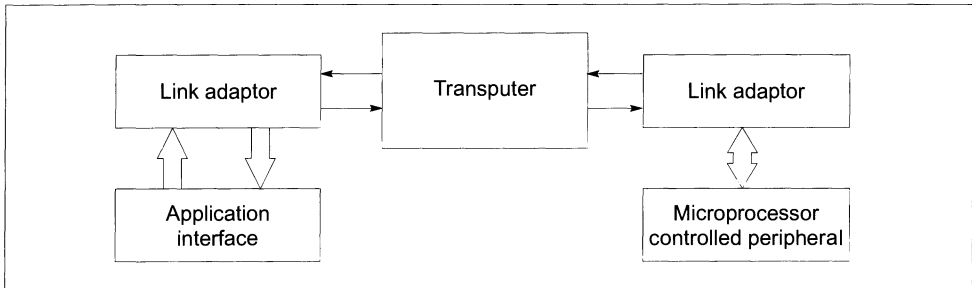 Link adaptor
Transputer
Link adaptor
Application
interface
Microprocessor
controlled peripheral